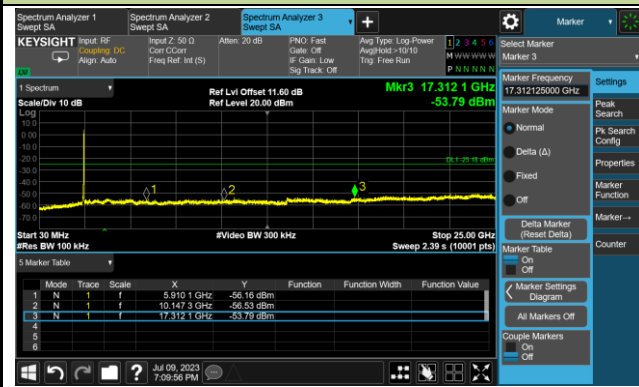 Spectrum Analyzer 1
Swept SA
Spectrum Analyzer 2
Swept SA
Spectrum Analyzer 3
Swept SA
Marker
KEYSIGHT
Input: RF
Coupling: DC
Align: Auto
Input Z: 50 Ω
Corr CCorr
Freq Ref: Int (S)
Atten: 20 dB
PNO: Fast
Gate: Off
IF Gain: Low
Sig Track: Off
Avg Type: Log-Power
Avg|Hold:>10/10
Trig: Free Run
1 2 3 4 5 6
M W W W W W
P N N N N N
LVI
Select Marker
Marker 3
1 Spectrum
Scale/Div 10 dB
Log
Ref Lvl Offset 11.60 dB
Ref Level 20.00 dBm
Mkr3 17.312 1 GHz
-53.79 dBm
10.0
0.00
-10.0
-20.0
-30.0
-40.0
-50.0
-60.0
-70.0
1
2
3
Start 30 MHz
#Res BW 100 kHz
#Video BW 300 kHz
Stop 25.00 GHz
Sweep 2.39 s (10001 pts)
5 Marker Table
Mode Trace Scale X Y Function Function Width Function Value
1 N 1 f 5.910 1 GHz -56.16 dBm
2 N 1 f 10.147 3 GHz -56.53 dBm
3 N 1 f 17.312 1 GHz -53.79 dBm
4
5
6
Marker Frequency
17.312125000 GHz
Marker Mode
Normal
Delta (Δ)
Fixed
Off
Delta Marker
(Reset Delta)
Marker Table
On
Off
Marker Settings
Diagram
All Markers Off
Couple Markers
On
Off
Settings
Peak
Search
Pk Search
Config
Properties
Marker
Function
Marker→
Counter
?
Jul 09, 2023
7:09:56 PM